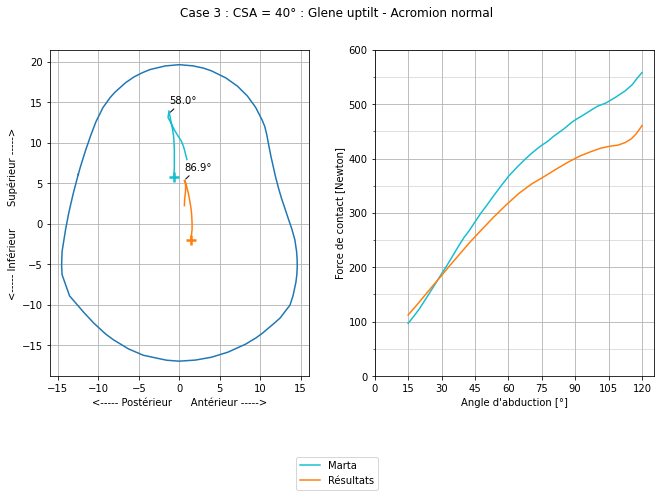 Case 3 : CSA = 40° : Glene uptilt - Acromion normal
<----- Inférieur      Supérieur ----->
20
15
10
5
0
−5
−10
−15
58.0°
86.9°
−15 −10 −5 0 5 10 15
<----- Postérieur      Antérieur ----->
Force de contact [Newton]
600
500
400
300
200
100
0
0 15 30 45 60 75 90 105 120
Angle d'abduction [°]
Marta
Résultats